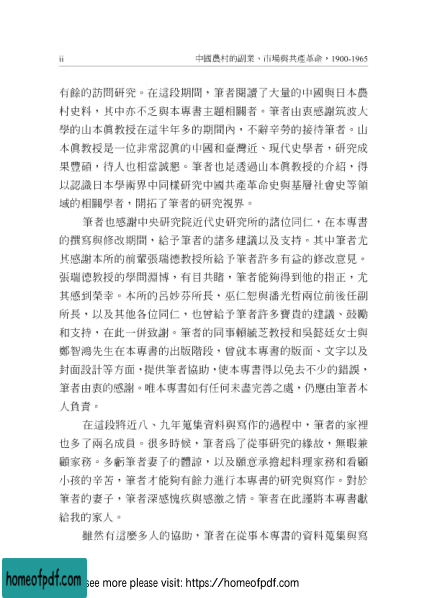 ii
中國農村的副業、市場與共產革命，1900-1965
有餘的訪問研究。在這段期間，筆者閱讀了大量的中國與日本農
村史料，其中亦不乏與本專書主題相關者。筆者由衷感謝筑波大
學的山本眞教授在這半年多的期間內，不辭辛勞的接待筆者。山
本眞教授是一位非常認眞的中國和臺灣近、現代史學者，研究成
果豐碩，待人也相當誠懇。筆者也是透過山本眞教授的介紹，得
以認識日本學術界中同樣研究中國共產革命史與基層社會史等領
域的相關學者，開拓了筆者的研究視界。
筆者也感謝中央研究院近代史研究所的諸位同仁，在本專書
的撰寫與修改期間，給予筆者的諸多建議以及支持。其中筆者尤
其感謝本所的前輩張瑞德教授所給予筆者許多有益的修改意見。
張瑞德教授的學問淵博，有目共睹，筆者能夠得到他的指正，尤
其感到榮幸。本所的呂妙芬所長，巫仁恕與潘光哲兩位前後任副
所長，以及其他各位同仁，也曾給予筆者許多寶貴的建議、鼓勵
和支持，在此一併致謝。筆者的同事賴毓芝教授和吳懿廷女士與
鄭智鴻先生在本專書的出版階段，曾就本專書的版面、文字以及
封面設計等方面，提供筆者協助，使本專書得以免去不少的錯誤，
筆者由衷的感謝。唯本專書如有任何未盡完善之處，仍應由筆者本
人負責。
在這段將近八、九年蒐集資料與寫作的過程中，筆者的家裡
也多了兩名成員。很多時候，筆者爲了從事研究的緣故，無暇兼
顧家務。多虧筆者妻子的體諒，以及願意承擔起料理家務和看顧
小孩的辛苦，筆者才能夠有餘力進行本專書的研究與寫作。對於
筆者的妻子，筆者深感愧疚與感激之情。筆者在此謹將本專書獻
給我的家人。
雖然有這麼多人的協助，筆者在從事本專書的資料蒐集與寫
homeofpdf.com
see more please visit: https://homeofpdf.com